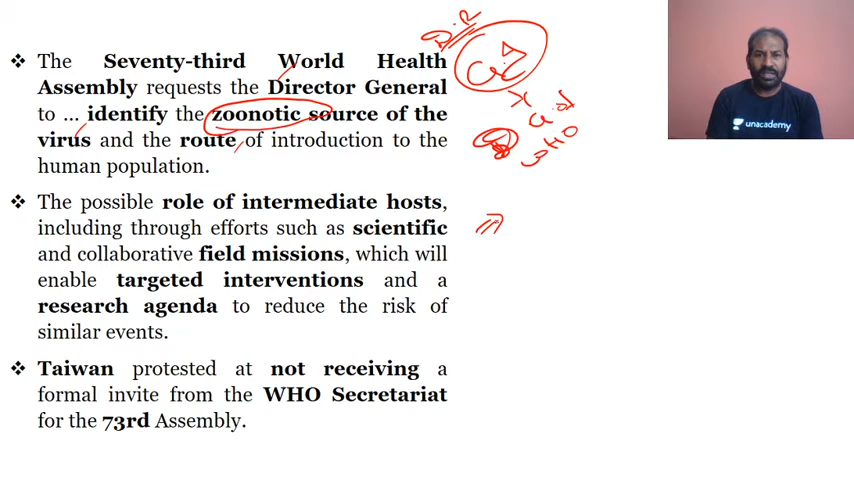 ❖ The Seventy-third World Health
Assembly requests the Director General
to ... identify the zoonotic source of the
virus and the route of introduction to the
human population.
❖ The possible role of intermediate hosts,
including through efforts such as scientific
and collaborative field missions, which will
enable targeted interventions and a
research agenda to reduce the risk of
similar events.
❖ Taiwan protested at not receiving a
formal invite from the WHO Secretariat
for the 73rd Assembly.
WHO
unacademy